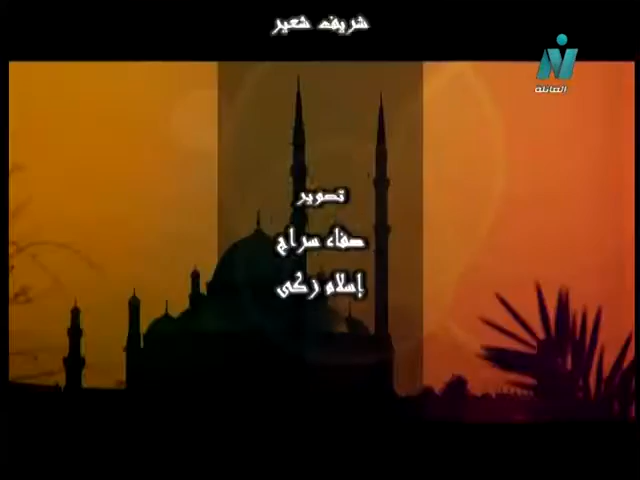 شريف شعير
العائلة
تصوير
صفاء سراج
إسلام زكى